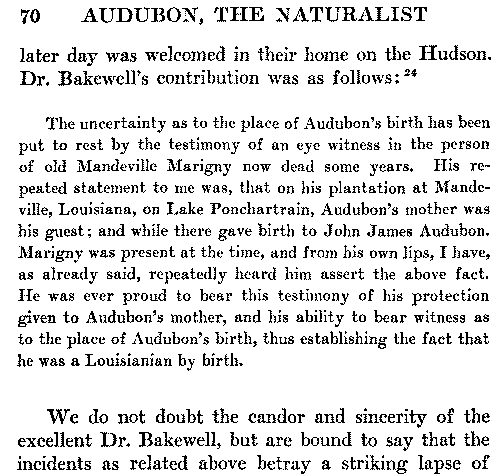 70 AUDUBON, THE NATURALIST
later day was welcomed in their home on the Hudson.
Dr. Bakewell's contribution was as follows: 24
The uncertainty as to the place of Audubon's birth has been
put to rest by the testimony of an eye witness in the person
of old Mandeville Marigny now dead some years. His re-
peated statement to me was, that on his plantation at Mande-
ville, Louisiana, on Lake Ponchartrain, Audubon's mother was
his guest; and while there gave birth to John James Audubon.
Marigny was present at the time, and from his own lips, I have,
as already said, repeatedly heard him assert the above fact.
He was ever proud to bear this testimony of his protection
given to Audubon's mother, and his ability to bear witness as
to the place of Audubon's birth, thus establishing the fact that
he was a Louisianian by birth.
We do not doubt the candor and sincerity of the
excellent Dr. Bakewell, but are bound to say that the
incidents as related above betray a striking lapse of